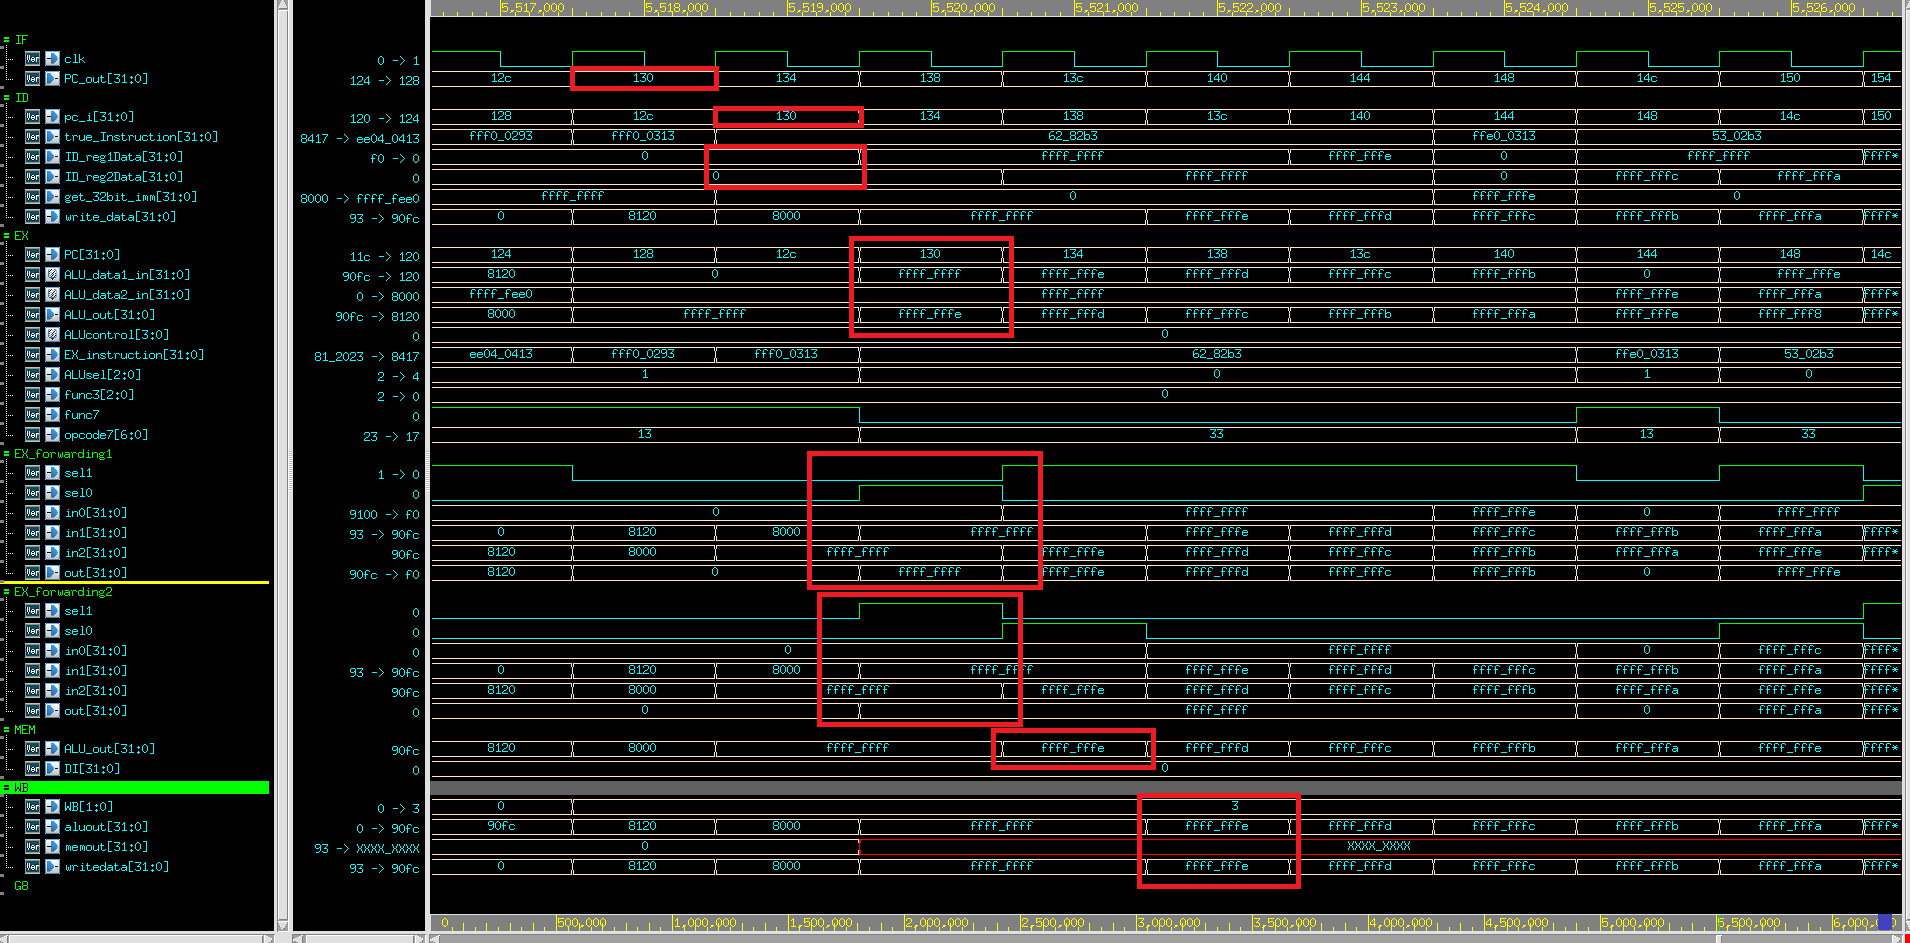 5,517,000 5,518,000 5,519,000 5,520,000 5,521,000 5,522,000 5,523,000 5,524,000 5,525,000 5,526,000
IF
clk 0 -> 1
PC_out[31:0] 124 -> 128 12c 130 134 138 13c 140 144 148 14c 150 154
ID
pc_i[31:0] 120 -> 124 128 12c 130 134 138 13c 140 144 148 14c 150
true_Instruction[31:0] 8417 -> ee04_0413 fff0_0293 fff0_0313 62_82b3 ffe0_0313 53_02b3
ID_reg1Data[31:0] f0 -> 0 0 ffff_ffff ffff_fffe 0 ffff_ffff ffff*
ID_reg2Data[31:0] 0 0 ffff_ffff 0 ffff_fffc ffff_fffa
get_32bit_imm[31:0] 8000 -> ffff_fee0 ffff_ffff 0 ffff_fffe 0
write_data[31:0] 93 -> 90fc 0 8120 8000 ffff_ffff ffff_fffe ffff_fffd ffff_fffc ffff_fffb ffff_fffa ffff*
EX
PC[31:0] 11c -> 120 124 128 12c 130 134 138 13c 140 144 148 14c
ALU_data1_in[31:0] 90fc -> 120 8120 0 ffff_ffff ffff_fffe ffff_fffd ffff_fffc ffff_fffb 0 ffff_fffe
ALU_data2_in[31:0] 0 -> 8000 ffff_fee0 ffff_ffff ffff_fffe ffff_fffa ffff*
ALU_out[31:0] 90fc -> 8120 8000 ffff_ffff ffff_fffe ffff_fffd ffff_fffc ffff_fffb ffff_fffa ffff_fffe ffff_fff8 ffff*
ALUcontrol[3:0] 0 0
EX_instruction[31:0] 81_2023 -> 8417 ee04_0413 fff0_0293 fff0_0313 62_82b3 ffe0_0313 53_02b3
ALUsel[2:0] 2 -> 4 1 0 1 0
func3[2:0] 2 -> 0 0
func7 0
opcode7[6:0] 23 -> 17 13 33 13 33
EX_forwarding1
sel1 1 -> 0
sel0 0
in0[31:0] 9100 -> f0 0 ffff_ffff ffff_fffe 0 ffff_ffff
in1[31:0] 93 -> 90fc 0 8120 8000 ffff_ffff ffff_fffe ffff_fffd ffff_fffc ffff_fffb ffff_fffa ffff*
in2[31:0] 90fc 8120 8000 ffff_ffff ffff_fffe ffff_fffd ffff_fffc ffff_fffb ffff_fffa ffff_fffe ffff*
out[31:0] 90fc -> f0 8120 0 ffff_ffff ffff_fffe ffff_fffd ffff_fffc ffff_fffb 0 ffff_fffe
EX_forwarding2
sel1 0
sel0 0
in0[31:0] 0 0 ffff_ffff 0 ffff_fffc ffff*
in1[31:0] 93 -> 90fc 0 8120 8000 ffff_ffff ffff_fffe ffff_fffd ffff_fffc ffff_fffb ffff_fffa ffff*
in2[31:0] 90fc 8120 8000 ffff_ffff ffff_fffe ffff_fffd ffff_fffc ffff_fffb ffff_fffa ffff_fffe ffff*
out[31:0] 0 0 ffff_ffff 0 ffff_fffa ffff*
MEM
ALU_out[31:0] 90fc 8120 8000 ffff_ffff ffff_fffe ffff_fffd ffff_fffc ffff_fffb ffff_fffa ffff_fffe ffff*
DI[31:0] 0 0
WB
WB[1:0] 0 -> 3 0 3
aluout[31:0] 0 -> 90fc 90fc 8120 8000 ffff_ffff ffff_fffe ffff_fffd ffff_fffc ffff_fffb ffff_fffa ffff*
memout[31:0] 93 -> XXXX_XXXX 0 XXXX_XXXX
writedata[31:0] 93 -> 90fc 0 8120 8000 ffff_ffff ffff_fffe ffff_fffd ffff_fffc ffff_fffb ffff_fffa ffff*
G8
0 500,000 1,000,000 1,500,000 2,000,000 2,500,000 3,000,000 3,500,000 4,000,000 4,500,000 5,000,000 5,500,000